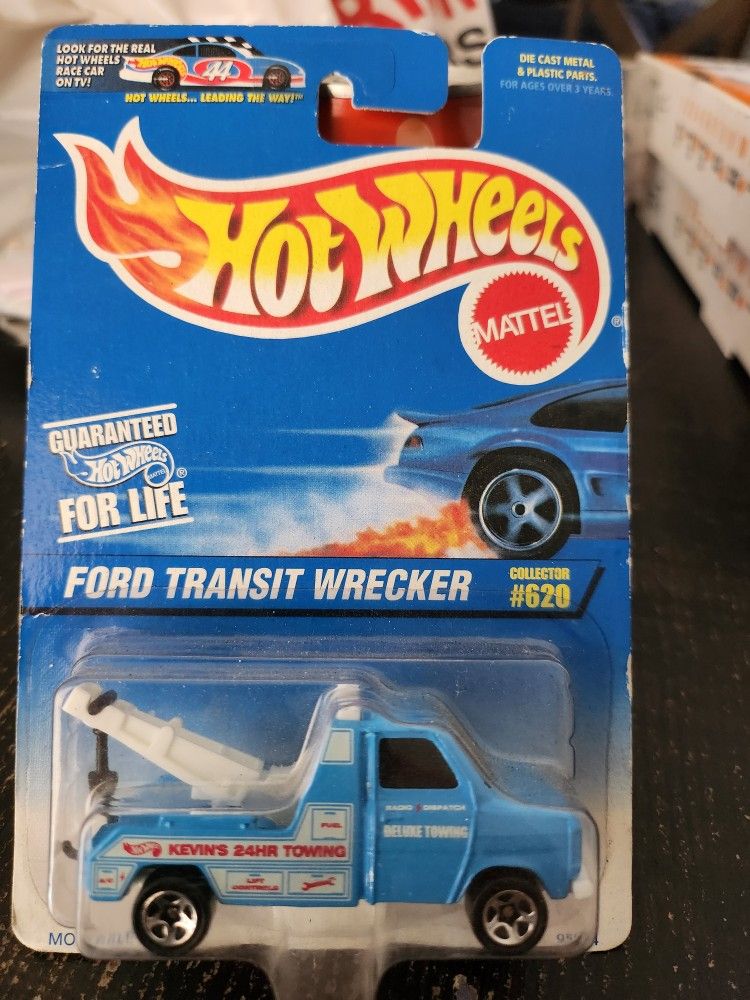 LOOK FOR THE REAL
HOT WHEELS
RACE CAR
ON TV!
44
HOT WHEELS... LEADING THE WAY!™
DIE CAST METAL
& PLASTIC PARTS.
FOR AGES OVER 3 YEARS.
HOT WHEELS
MATTEL
®
GUARANTEED
HOT WHEELS
MATTEL
®
FOR LIFE
FORD TRANSIT WRECKER
COLLECTOR
#620
RADIO DISPATCH
DELUXE TOWING
FUEL
KEVIN'S 24HR TOWING
A/C
LIFT
CONTROLS